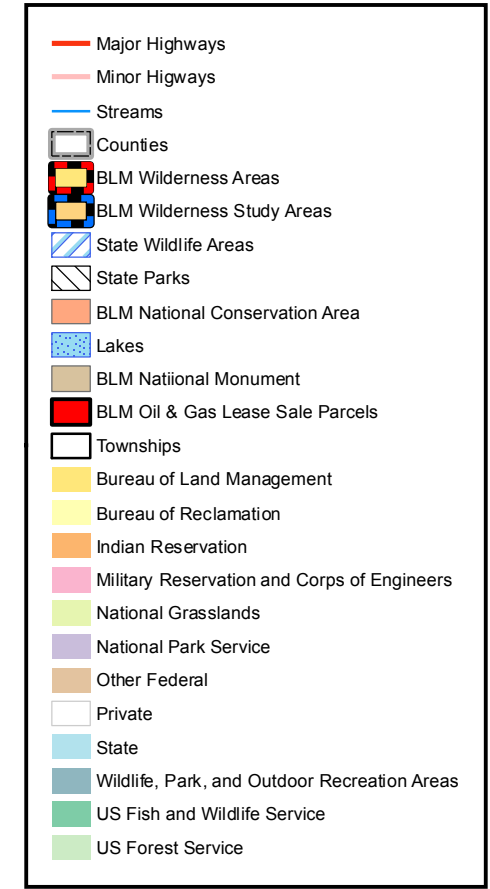 Major Highways
Minor Higways
Streams
Counties
BLM Wilderness Areas
BLM Wilderness Study Areas
State Wildlife Areas
State Parks
BLM National Conservation Area
Lakes
BLM Natiional Monument
BLM Oil & Gas Lease Sale Parcels
Townships
Bureau of Land Management
Bureau of Reclamation
Indian Reservation
Military Reservation and Corps of Engineers
National Grasslands
National Park Service
Other Federal
Private
State
Wildlife, Park, and Outdoor Recreation Areas
US Fish and Wildlife Service
US Forest Service